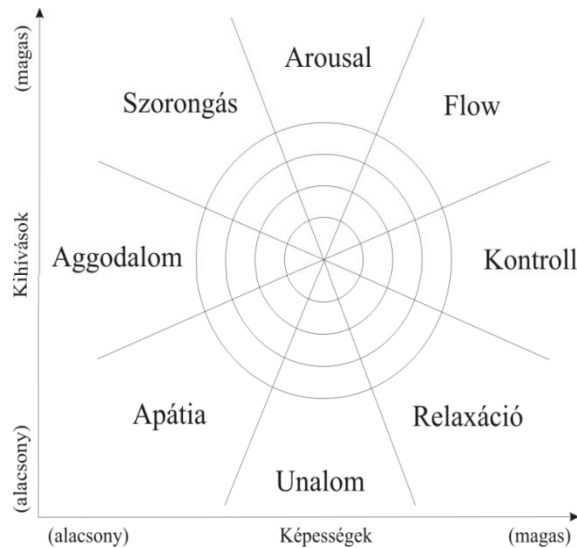 Arousal
Szorongás
Flow
Aggodalom
Kontroll
Apátia
Relaxáció
Unalom
(magas)
Kihívások
(alacsony)
(alacsony)
Képességek
(magas)